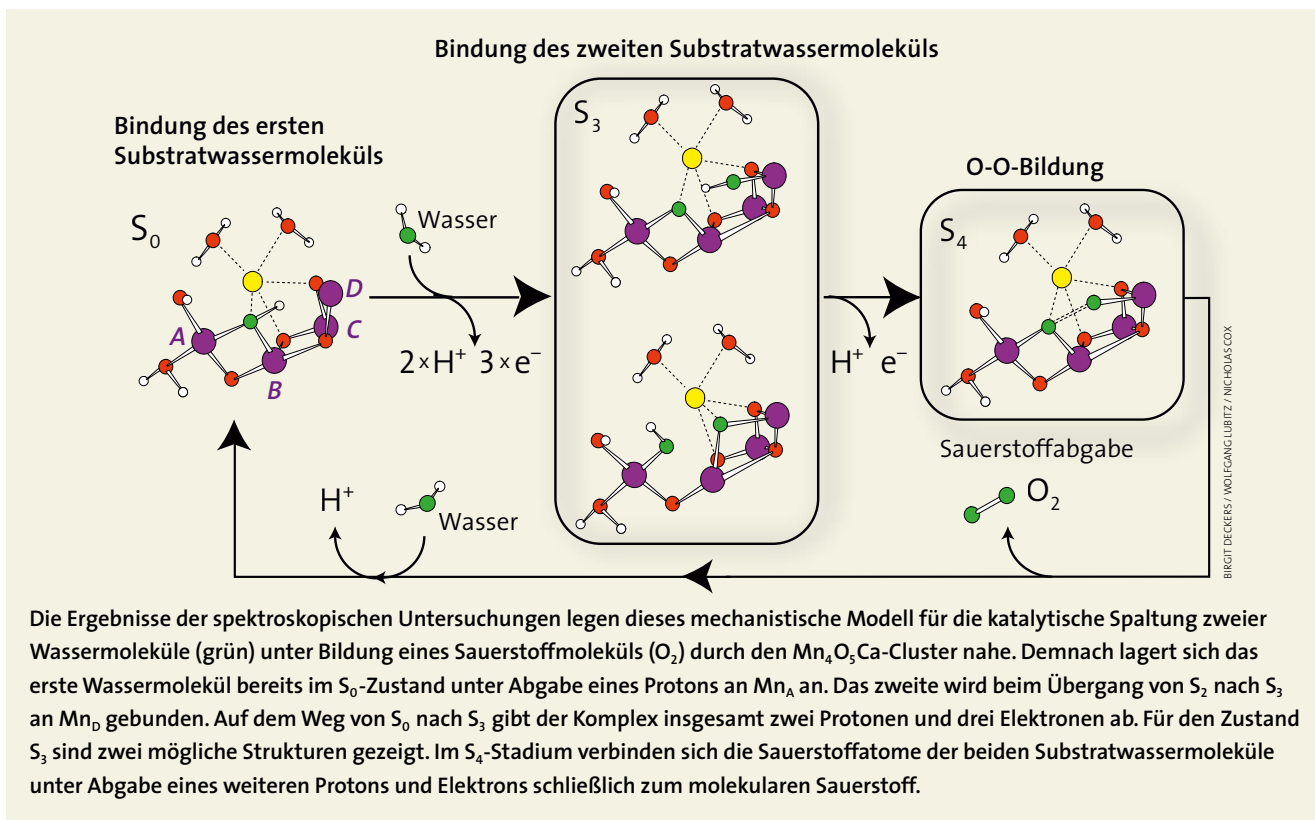 Bindung des zweiten Substratwassermoleküls
Bindung des ersten
Substratwassermoleküls
S₀
Wasser
A
B
C
D
2 × H⁺ 3 × e⁻
S₃
H⁺ e⁻
O-O-Bildung
S₄
Sauerstoffabgabe
O₂
H⁺
Wasser
BIRGIT DECKERS / WOLFGANG LUBITZ / NICHOLAS COX
Die Ergebnisse der spektroskopischen Untersuchungen legen dieses mechanistische Modell für die katalytische Spaltung zweier
Wassermoleküle (grün) unter Bildung eines Sauerstoffmoleküls (O₂) durch den Mn₄O₅Ca-Cluster nahe. Demnach lagert sich das
erste Wassermolekül bereits im S₀-Zustand unter Abgabe eines Protons an Mn_A an. Das zweite wird beim Übergang von S₂ nach S₃
an Mn_D gebunden. Auf dem Weg von S₀ nach S₃ gibt der Komplex insgesamt zwei Protonen und drei Elektronen ab. Für den Zustand
S₃ sind zwei mögliche Strukturen gezeigt. Im S₄-Stadium verbinden sich die Sauerstoffatome der beiden Substratwassermoleküle
unter Abgabe eines weiteren Protons und Elektrons schließlich zum molekularen Sauerstoff.